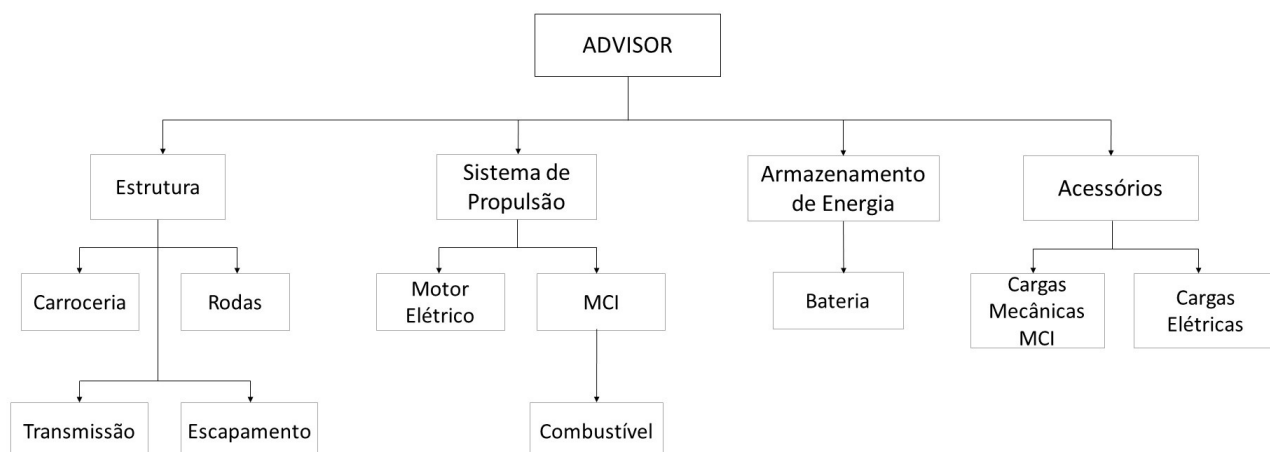 ADVISOR
Estrutura
Sistema de
Propulsão
Armazenamento
de Energia
Acessórios
Carroceria
Rodas
Motor
Elétrico
MCI
Bateria
Cargas
Mecânicas
MCI
Cargas
Elétricas
Transmissão
Escapamento
Combustível